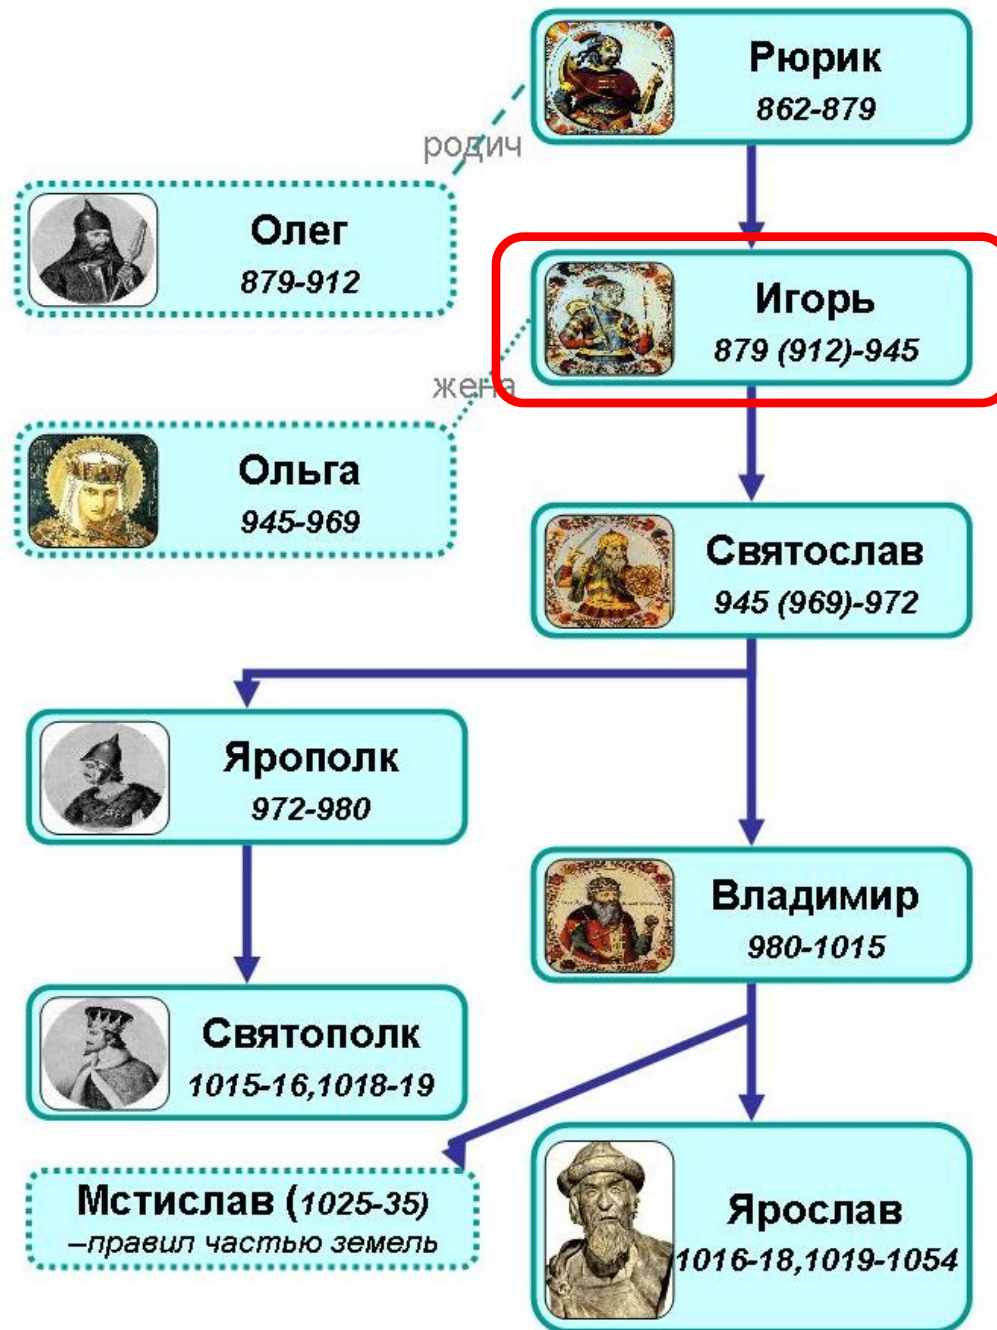 Рюрик
862-879
родич
Олег
879-912
Игорь
879 (912)-945
жена
Ольга
945-969
Святослав
945 (969)-972
Ярополк
972-980
Владимир
980-1015
Святополк
1015-16,1018-19
Мстислав (1025-35)
–правил частью земель
Ярослав
1016-18,1019-1054